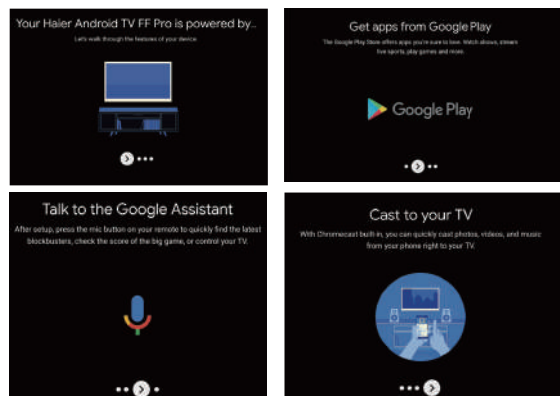 Your Haier Android TV FF Pro is powered by...
Let's walk through the features of your device.
Get apps from Google Play
The Google Play Store offers apps you're sure to love. Watch shows, stream
live sports, play games and more.
Google Play
Talk to the Google Assistant
After setup, press the mic button on your remote to quickly find the latest
blockbusters, check the score of the big game, or control your TV.
Cast to your TV
With Chromecast built-in, you can quickly cast photos, videos, and music
from your phone right to your TV.